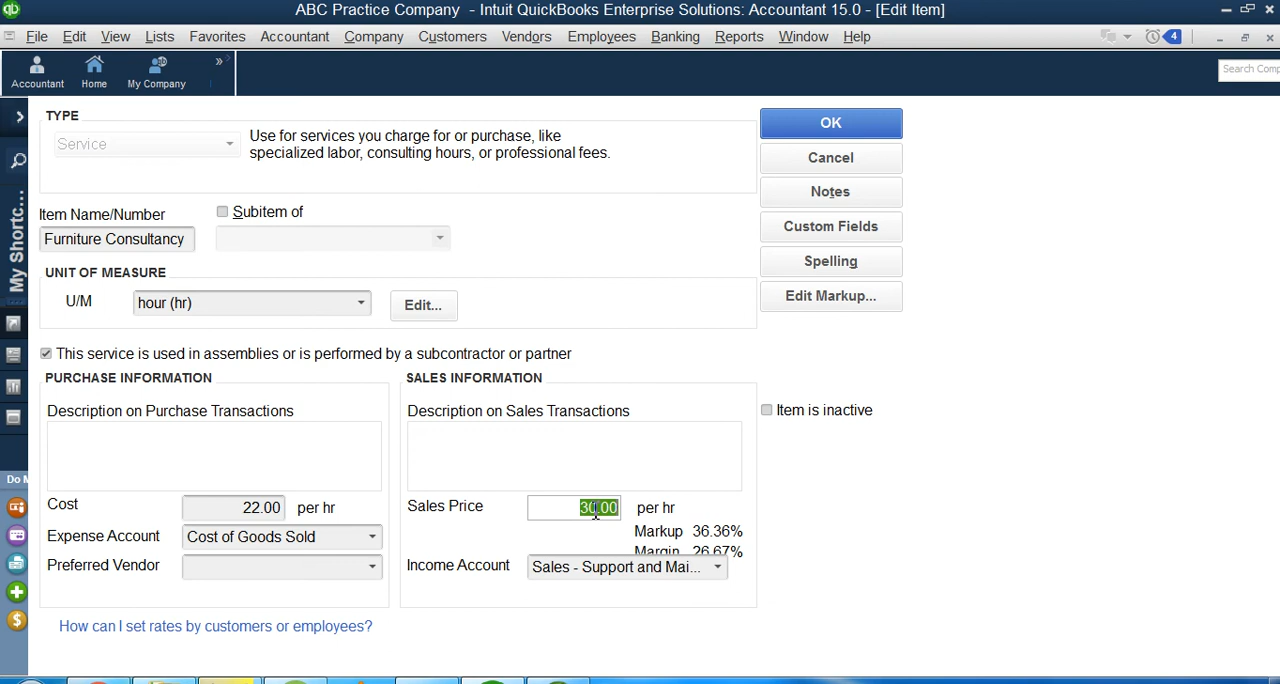 ABC Practice Company - Intuit QuickBooks Enterprise Solutions: Accountant 15.0 - [Edit Item]
File Edit View Lists Favorites Accountant Company Customers Vendors Employees Banking Reports Window Help 4
Accountant Home My Company »
Search Comp
TYPE
Service
Use for services you charge for or purchase, like
specialized labor, consulting hours, or professional fees.
OK
Cancel
Notes
Custom Fields
Spelling
Edit Markup...
My Shortc...
Do M
Item Name/Number
Subitem of
Furniture Consultancy
UNIT OF MEASURE
U/M hour (hr) Edit...
This service is used in assemblies or is performed by a subcontractor or partner
PURCHASE INFORMATION
Description on Purchase Transactions
Cost 22.00 per hr
Expense Account Cost of Goods Sold
Preferred Vendor
SALES INFORMATION
Description on Sales Transactions
Sales Price 30.00 per hr
Markup 36.36%
Margin 26.67%
Income Account Sales - Support and Mai...
Item is inactive
How can I set rates by customers or employees?